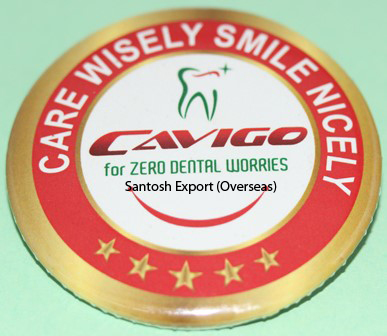 CARE WISELY SMILE NICELY
CAVIGO
for ZERO DENTAL WORRIES
Santosh Export (Overseas)